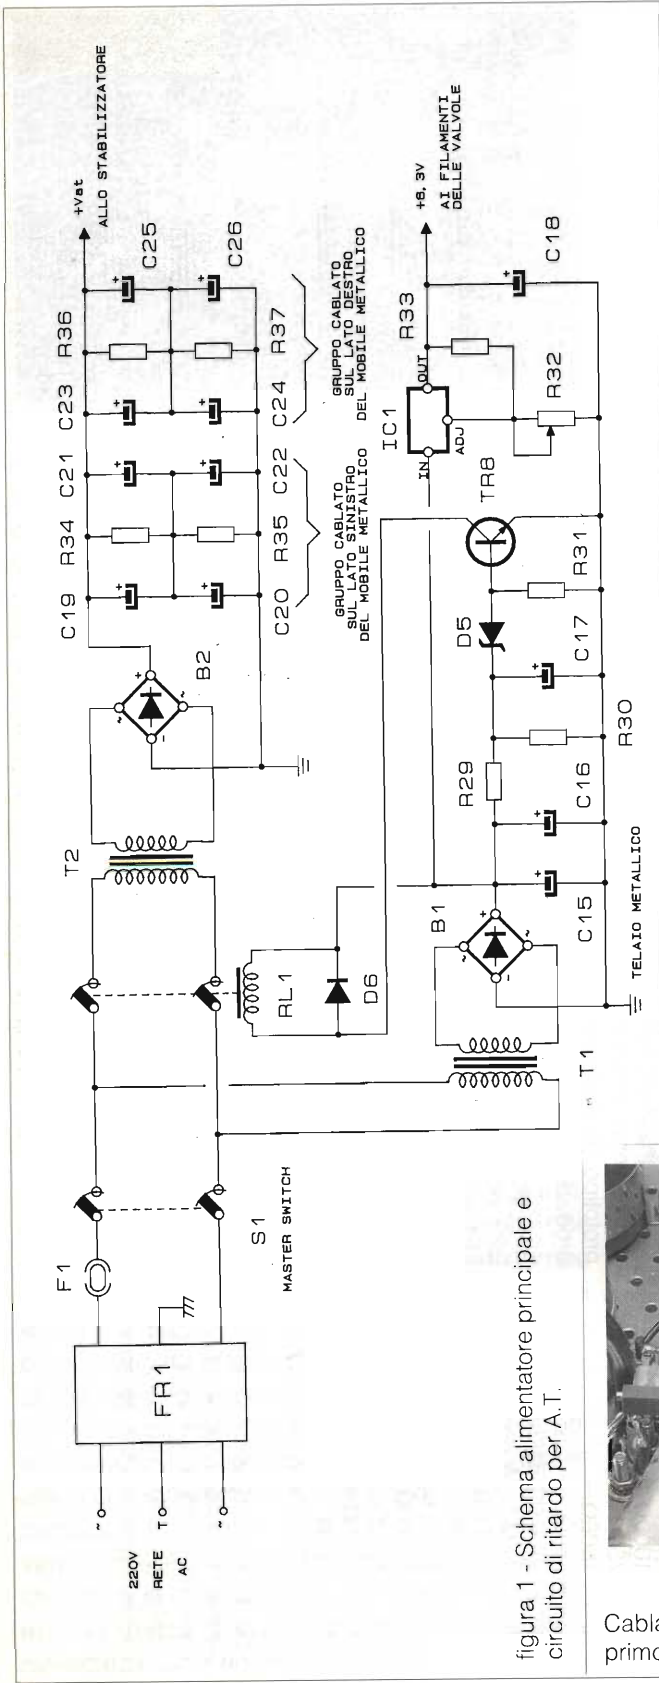 220V
RETE
AC
~
T
~
FR1
F1
S1
MASTER SWITCH
T2
RL1
D6
T1
B2
~
+
-
~
B1
~
+
-
~
C19
R34
C21
C23
R36
C25
+Vat
ALLO STABILIZZATORE
C20
R35
C22
C24
R37
C26
GRUPPO CABLATO
SUL LATO SINISTRO
DEL MOBILE METALLICO
GRUPPO CABLATO
SUL LATO DESTRO
DEL MOBILE METALLICO
C15
C16
R29
R30
C17
D5
R31
TR8
IC1
IN
OUT
ADJ
R33
R32
C18
+6,3V
AI FILAMENTI
DELLE VALVOLE
TELAIO METALLICO
figura 1 - Schema alimentatore principale e
circuito di ritardo per A.T.
Cabla
primo